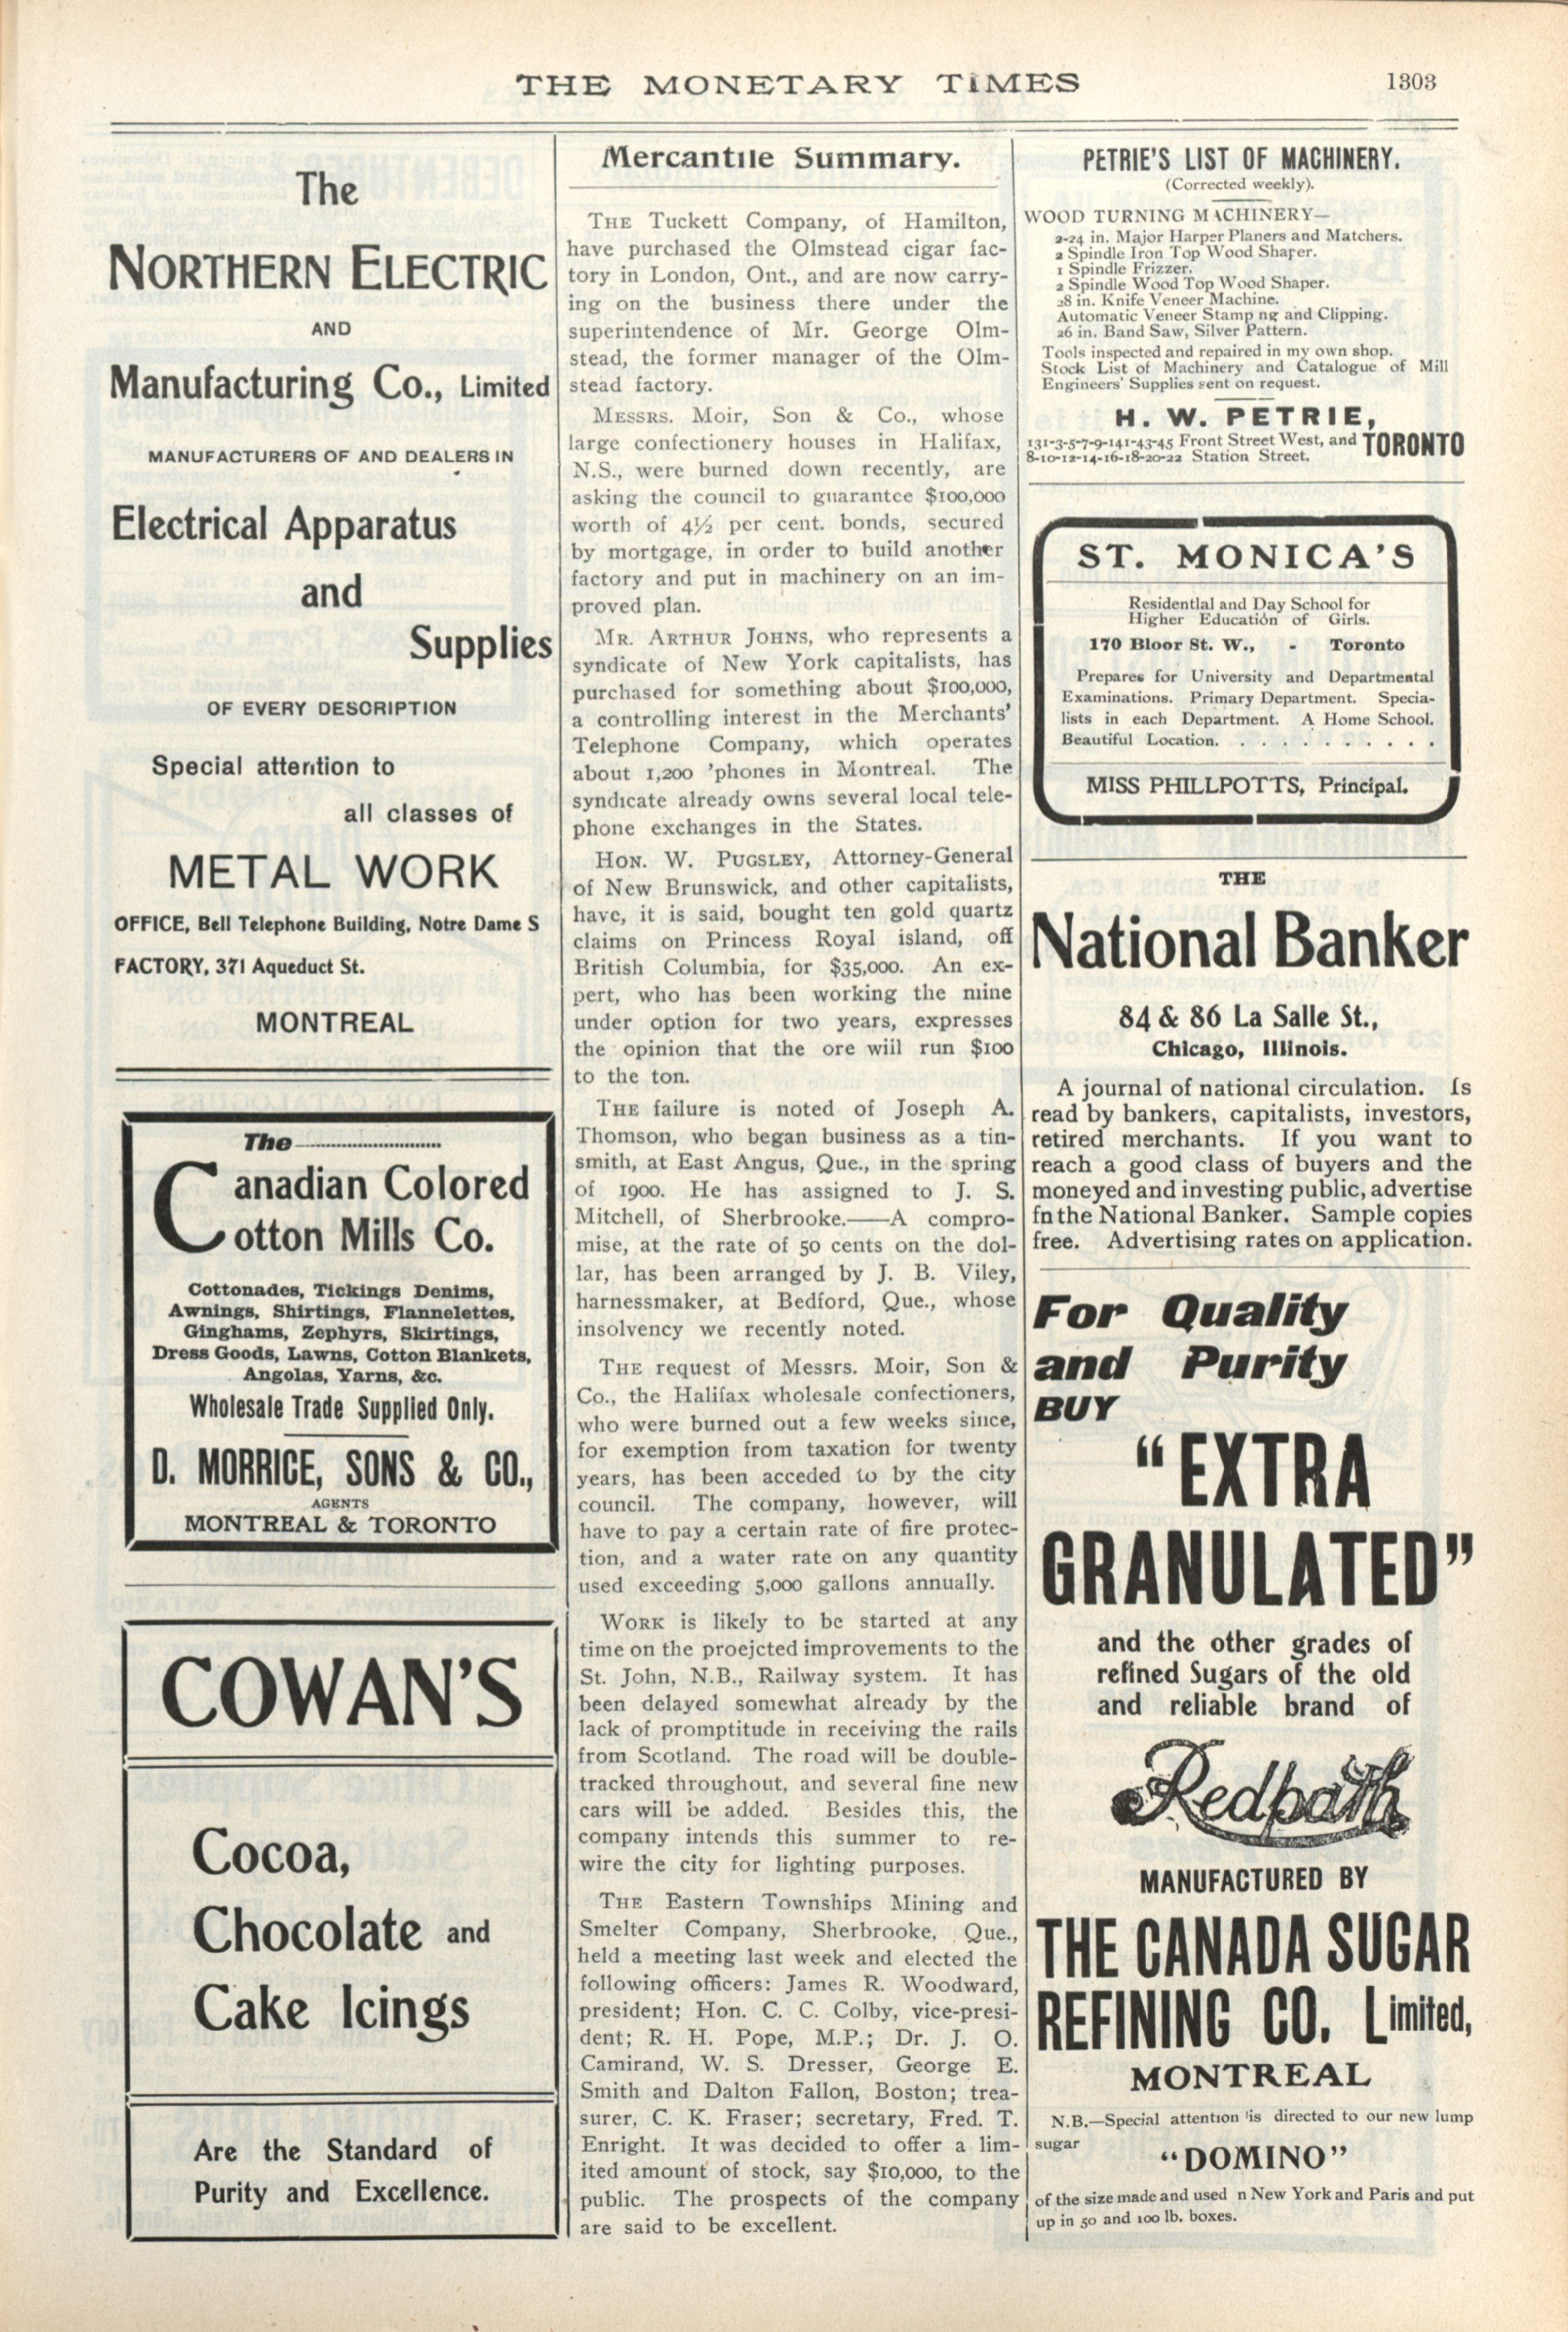 THE MONETARY TIMES
1303
The
NORTHERN ELECTRIC
AND
Manufacturing Co., Limited
MANUFACTURERS OF AND DEALERS IN
Electrical Apparatus
and
Supplies
OF EVERY DESCRIPTION
Special attention to
all classes of
METAL WORK
OFFICE, Bell Telephone Building, Notre Dame S
FACTORY, 371 Aqueduct St.
MONTREAL
The
Canadian Colored
Cotton Mills Co.
Cottonades, Tickings Denims,
Awnings, Shirtings, Flannelettes,
Ginghams, Zephyrs, Skirtings,
Dress Goods, Lawns, Cotton Blankets,
Angolas, Yarns, &c.
Wholesale Trade Supplied Only.
D. MORRICE, SONS & CO.,
AGENTS
MONTREAL & TORONTO
COWAN'S
Cocoa,
Chocolate and
Cake Icings
Are the Standard of
Purity and Excellence.
Mercantile Summary.
THE Tuckett Company, of Hamilton,
have purchased the Olmstead cigar fac-
tory in London, Ont., and are now carry-
ing on the business there under the
superintendence of Mr. George Olm-
stead, the former manager of the Olm-
stead factory.
MESSRS. Moir, Son & Co., whose
large confectionery houses in Halifax,
N.S., were burned down recently, are
asking the council to guarantee $100,000
worth of 4½ per cent. bonds, secured
by mortgage, in order to build another
factory and put in machinery on an im-
proved plan.
MR. ARTHUR JOHNS, who represents a
syndicate of New York capitalists, has
purchased for something about $100,000,
a controlling interest in the Merchants'
Telephone Company, which operates
about 1,200 'phones in Montreal. The
syndicate already owns several local tele-
phone exchanges in the States.
HON. W. PUGSLEY, Attorney-General
of New Brunswick, and other capitalists,
have, it is said, bought ten gold quartz
claims on Princess Royal island, off
British Columbia, for $35,000. An ex-
pert, who has been working the mine
under option for two years, expresses
the opinion that the ore will run $100
to the ton.
THE failure is noted of Joseph A.
Thomson, who began business as a tin-
smith, at East Angus, Que., in the spring
of 1900. He has assigned to J. S.
Mitchell, of Sherbrooke.——A compro-
mise, at the rate of 50 cents on the dol-
lar, has been arranged by J. B. Viley,
harnessmaker, at Bedford, Que., whose
insolvency we recently noted.
THE request of Messrs. Moir, Son &
Co., the Halifax wholesale confectioners,
who were burned out a few weeks since,
for exemption from taxation for twenty
years, has been acceded to by the city
council. The company, however, will
have to pay a certain rate of fire protec-
tion, and a water rate on any quantity
used exceeding 5,000 gallons annually.
WORK is likely to be started at any
time on the proejcted improvements to the
St. John, N.B., Railway system. It has
been delayed somewhat already by the
lack of promptitude in receiving the rails
from Scotland. The road will be double-
tracked throughout, and several fine new
cars will be added. Besides this, the
company intends this summer to re-
wire the city for lighting purposes.
THE Eastern Townships Mining and
Smelter Company, Sherbrooke, Que.,
held a meeting last week and elected the
following officers: James R. Woodward,
president; Hon. C. C. Colby, vice-presi-
dent; R. H. Pope, M.P.; Dr. J. O.
Camirand, W. S. Dresser, George E.
Smith and Dalton Fallon, Boston; trea-
surer, C. K. Fraser; secretary, Fred. T.
Enright. It was decided to offer a lim-
ited amount of stock, say $10,000, to the
public. The prospects of the company
are said to be excellent.
PETRIE'S LIST OF MACHINERY.
(Corrected weekly).
WOOD TURNING MACHINERY—
2-24 in. Major Harper Planers and Matchers.
2 Spindle Iron Top Wood Shaper.
1 Spindle Frizzer.
2 Spindle Wood Top Wood Shaper.
28 in. Knife Veneer Machine.
Automatic Veneer Stamp ng and Clipping.
26 in. Band Saw, Silver Pattern.
Tools inspected and repaired in my own shop.
Stock List of Machinery and Catalogue of Mill
Engineers' Supplies sent on request.
H. W. PETRIE,
131-3-5-7-9-141-43-45 Front Street West, and
8-10-12-14-16-18-20-22 Station Street,
TORONTO
ST. MONICA'S
Residential and Day School for
Higher Education of Girls.
170 Bloor St. W., - Toronto
Prepares for University and Departmental
Examinations. Primary Department. Specia-
lists in each Department. A Home School.
Beautiful Location. . . . . . . . . . .
MISS PHILLPOTTS, Principal.
THE
National Banker
84 & 86 La Salle St.,
Chicago, Illinois.
A journal of national circulation. Is
read by bankers, capitalists, investors,
retired merchants. If you want to
reach a good class of buyers and the
moneyed and investing public, advertise
in the National Banker. Sample copies
free. Advertising rates on application.
For Quality
and Purity
BUY
"EXTRA
GRANULATED"
and the other grades of
refined Sugars of the old
and reliable brand of
Redpath
MANUFACTURED BY
THE CANADA SUGAR
REFINING CO. Limited,
MONTREAL
N.B.—Special attention is directed to our new lump
sugar
"DOMINO"
of the size made and used n New York and Paris and put
up in 50 and 100 lb. boxes.